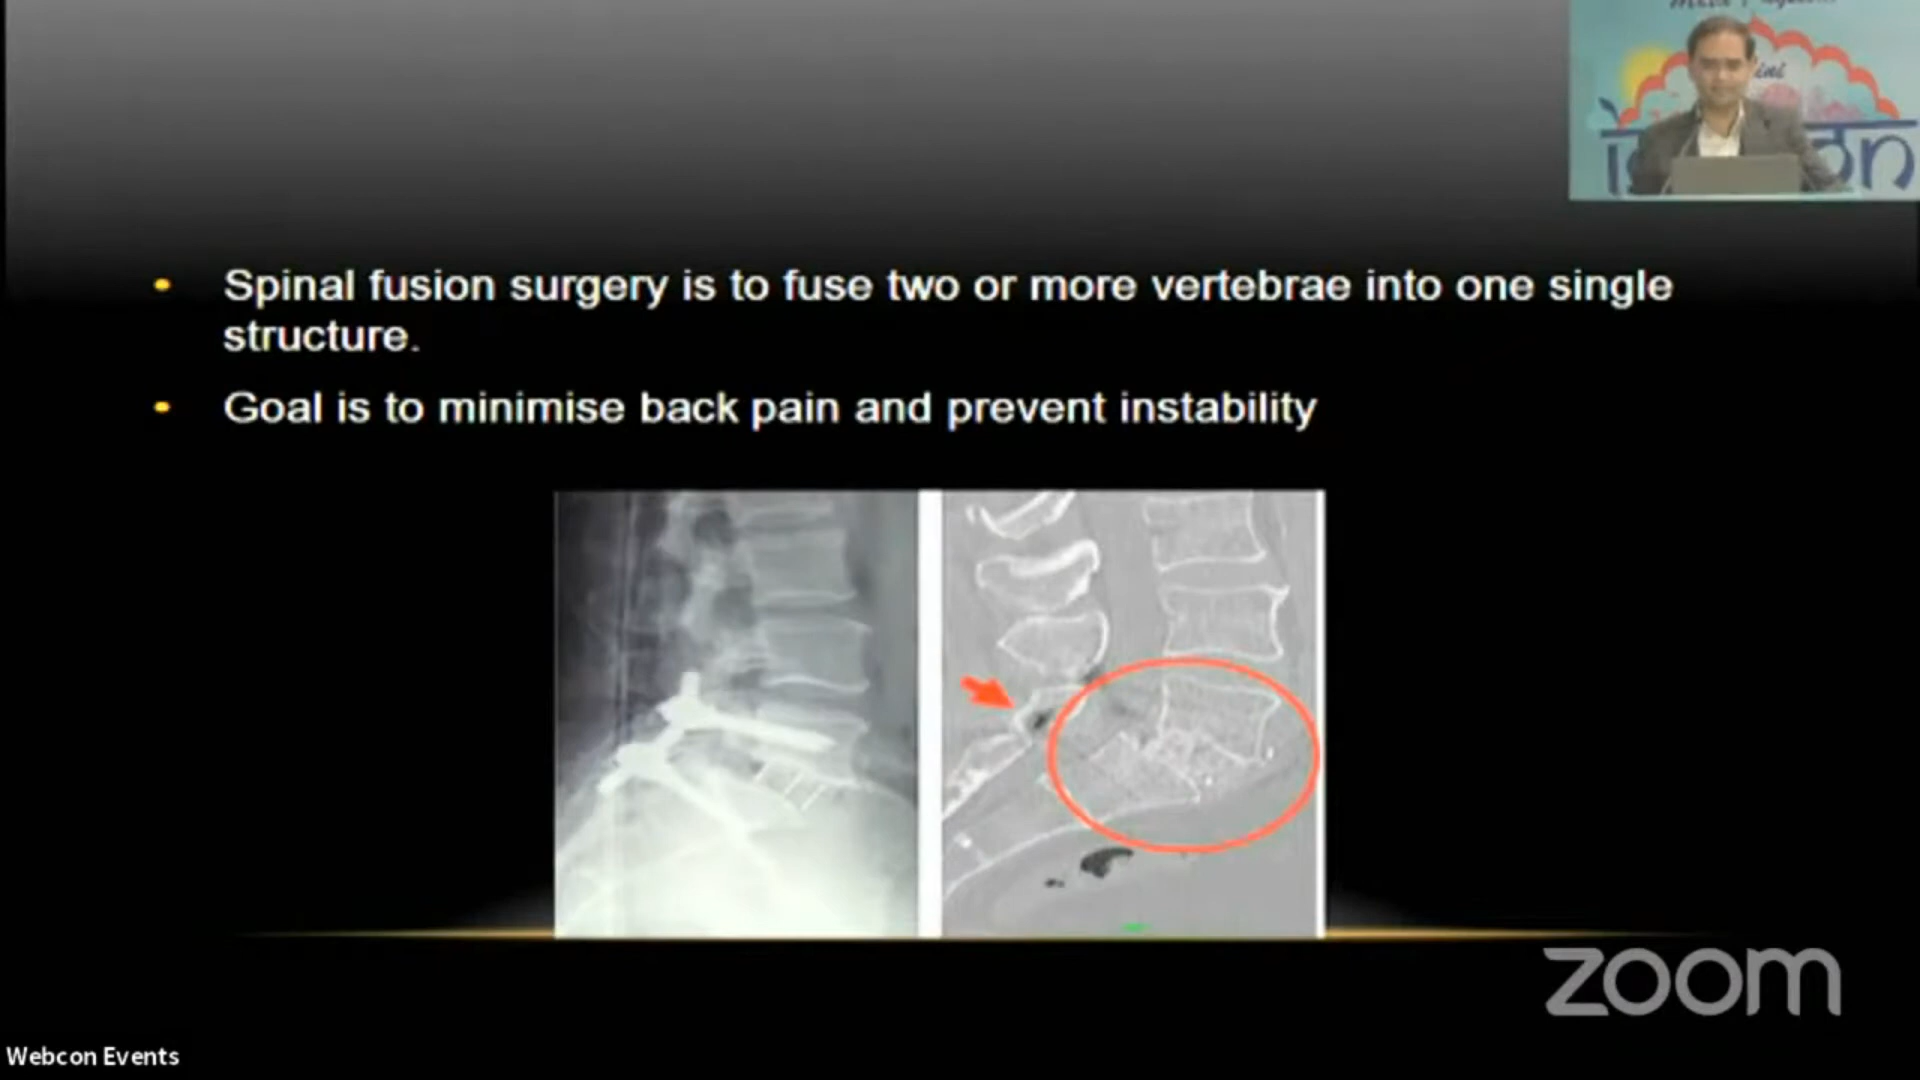 ini
• Spinal fusion surgery is to fuse two or more vertebrae into one single
structure.
• Goal is to minimise back pain and prevent instability
zoom
Webcon Events